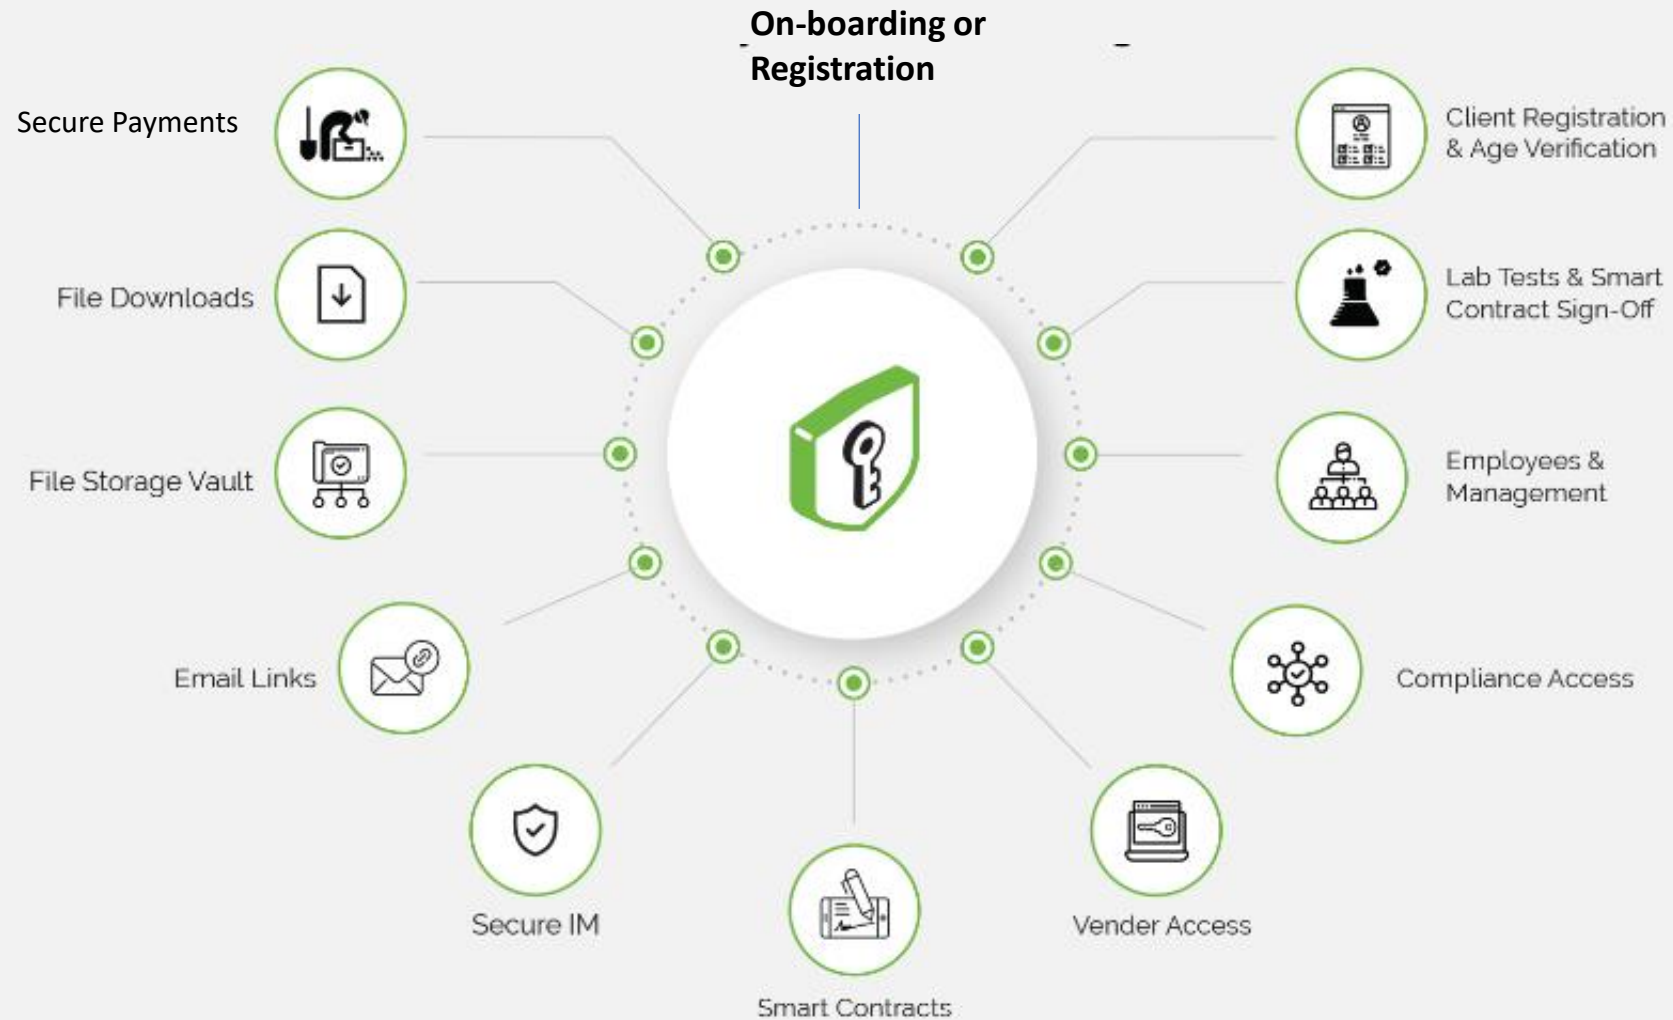 On-boarding or
Registration
Secure Payments
Client Registration
& Age Verification
File Downloads
Lab Tests & Smart
Contract Sign-Off
File Storage Vault
Employees &
Management
Email Links
Compliance Access
Secure IM
Vender Access
Smart Contracts